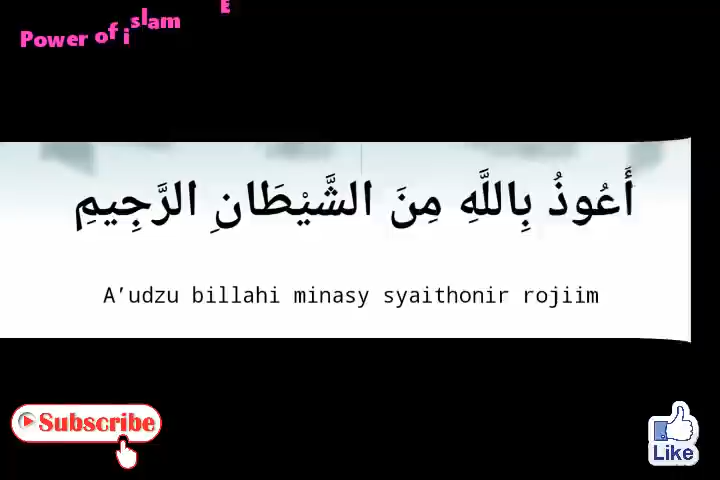 Power of islam E
أَعُوذُ بِاللَّهِ مِنَ الشَّيْطَانِ الرَّجِيمِ
A’udzu billahi minasy syaithonir rojiim
Subscribe
Like